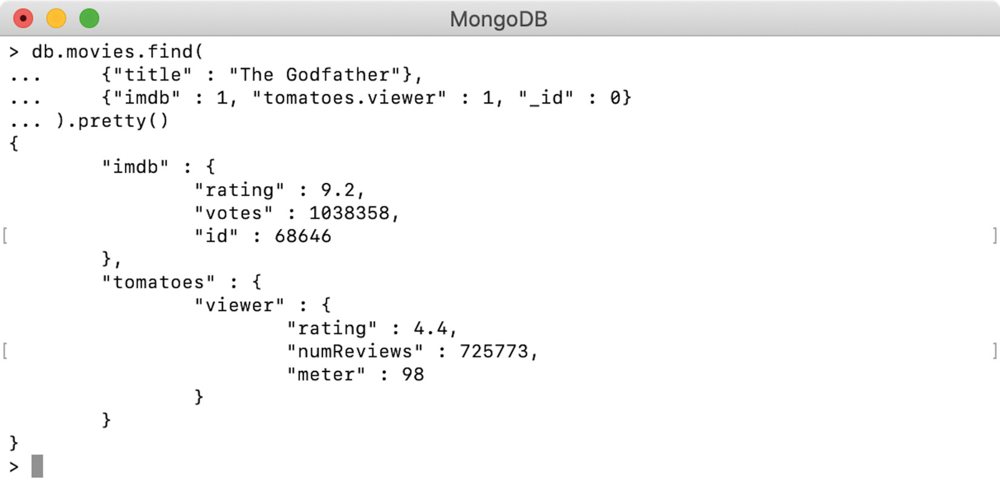 MongoDB
> db.movies.find(
...     {"title" : "The Godfather"},
...     {"imdb" : 1, "tomatoes.viewer" : 1, "_id" : 0}
... ).pretty()
{
        "imdb" : {
                "rating" : 9.2,
                "votes" : 1038358,
[               "id" : 68646 ]
        },
        "tomatoes" : {
                "viewer" : {
                        "rating" : 4.4,
[                       "numReviews" : 725773, ]
                        "meter" : 98
                }
        }
}
>